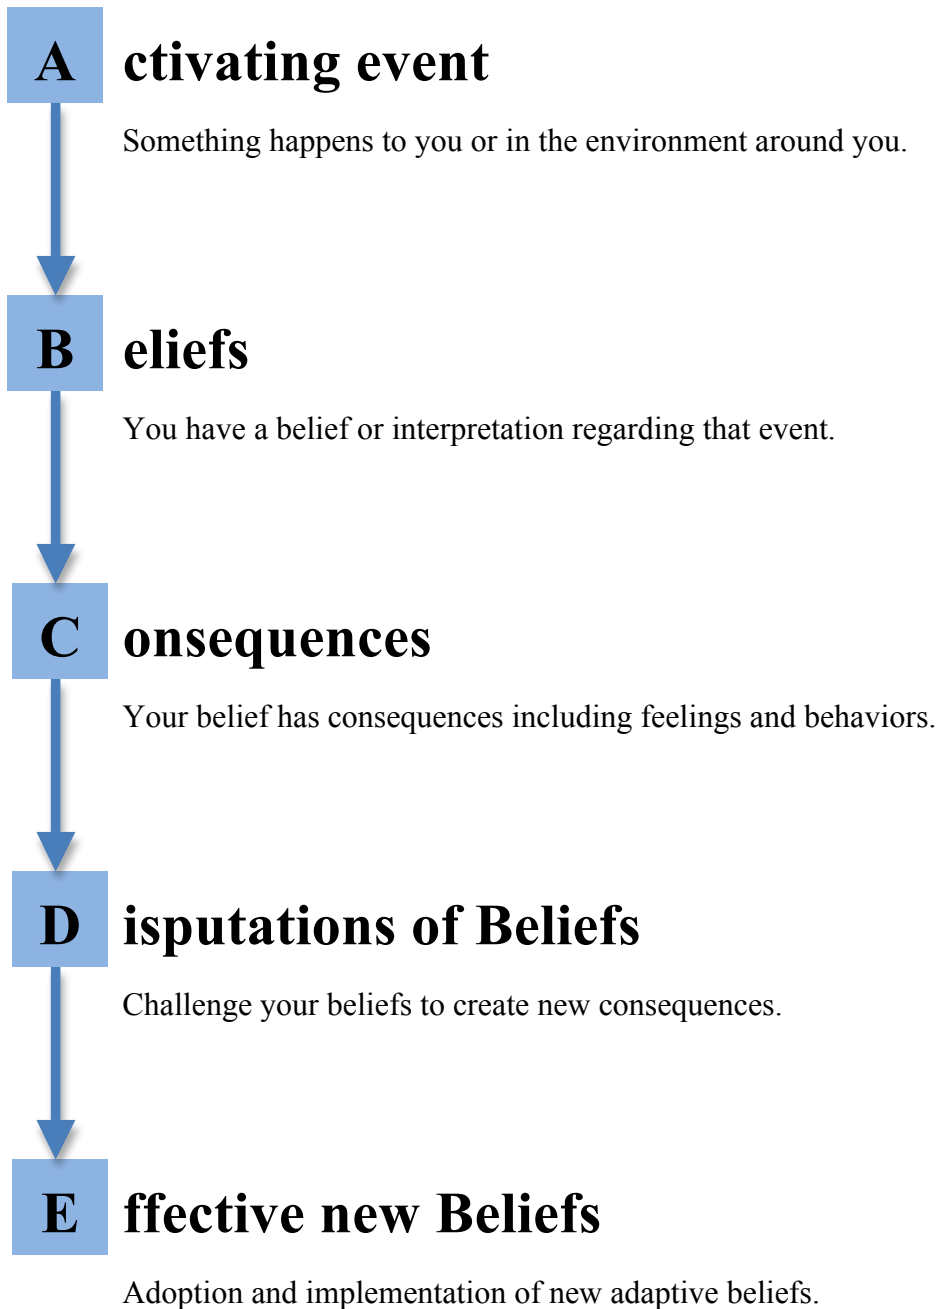 A ctivating event
Something happens to you or in the environment around you.
B eliefs
You have a belief or interpretation regarding that event.
C onsequences
Your belief has consequences including feelings and behaviors.
D isputations of Beliefs
Challenge your beliefs to create new consequences.
E ffective new Beliefs
Adoption and implementation of new adaptive beliefs.